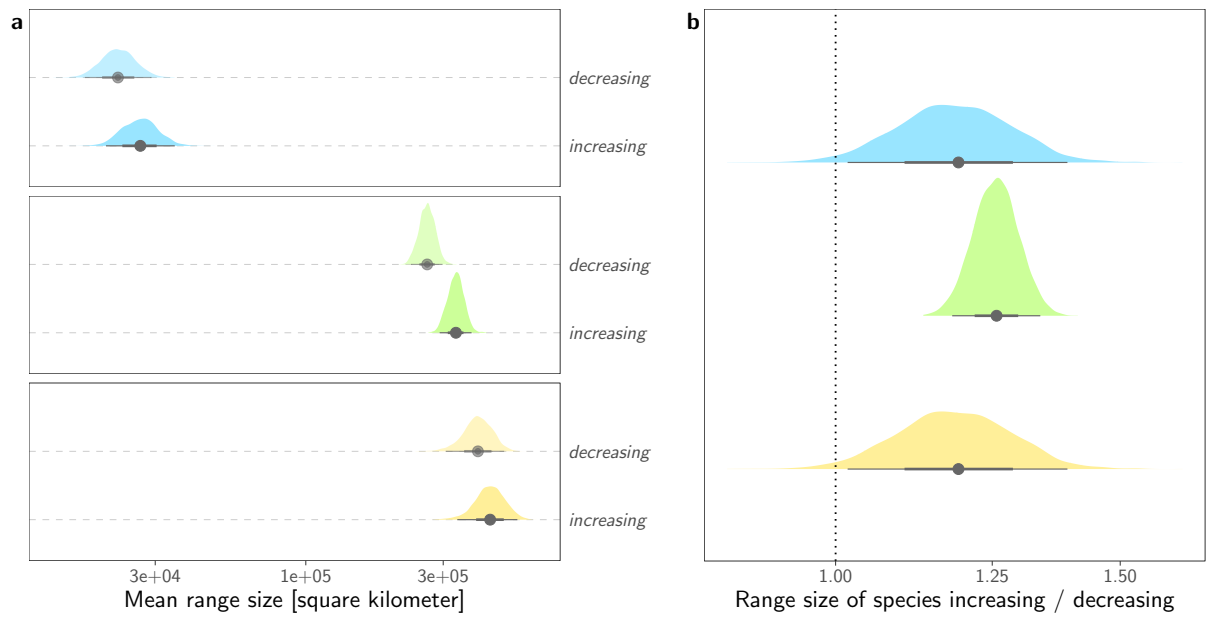 a
decreasing
increasing
decreasing
increasing
decreasing
increasing
3e+04 1e+05 3e+05
Mean range size [square kilometer]
b
1.00 1.25 1.50
Range size of species increasing / decreasing